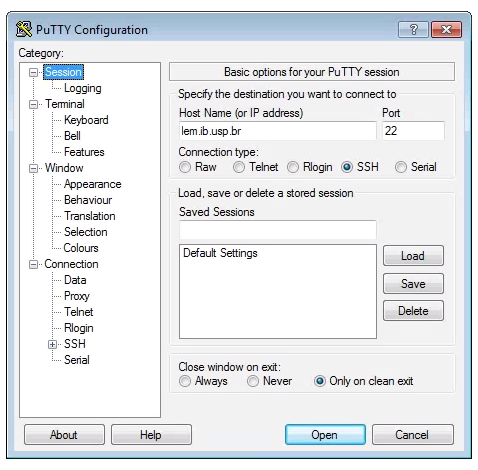 PuTTY Configuration
Category:
Session
Logging
Terminal
Keyboard
Bell
Features
Window
Appearance
Behaviour
Translation
Selection
Colours
Connection
Data
Proxy
Telnet
Rlogin
SSH
Serial
Basic options for your PuTTY session
Specify the destination you want to connect to
Host Name (or IP address) Port
lem.ib.usp.br 22
Connection type:
Raw Telnet Rlogin SSH Serial
Load, save or delete a stored session
Saved Sessions
Default Settings
Load
Save
Delete
Close window on exit:
Always Never Only on clean exit
About Help Open Cancel